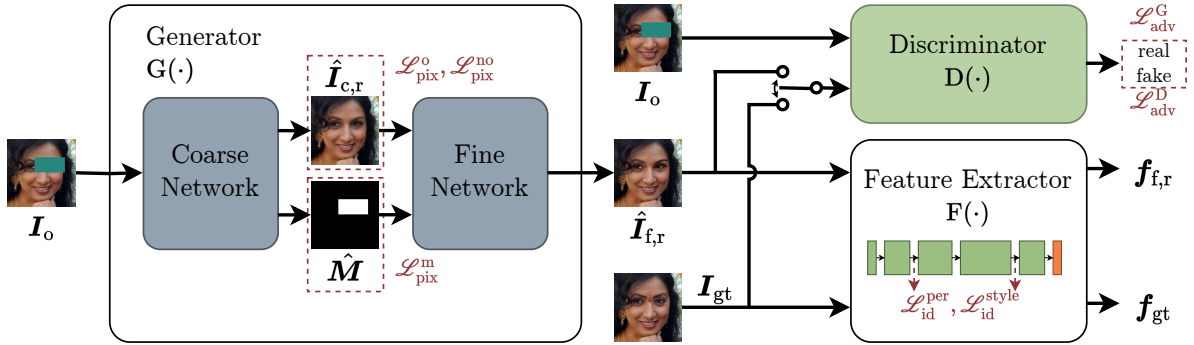 Generator
G(·)
I_o
Coarse
Network
Î_c,r
M̂
ℒ^o_pix, ℒ^no_pix
ℒ^m_pix
Fine
Network
I_o
Î_f,r
I_gt
Discriminator
D(·)
ℒ^G_adv
real
fake
ℒ^D_adv
Feature Extractor
F(·)
ℒ^per_id, ℒ^style_id
f_f,r
f_gt